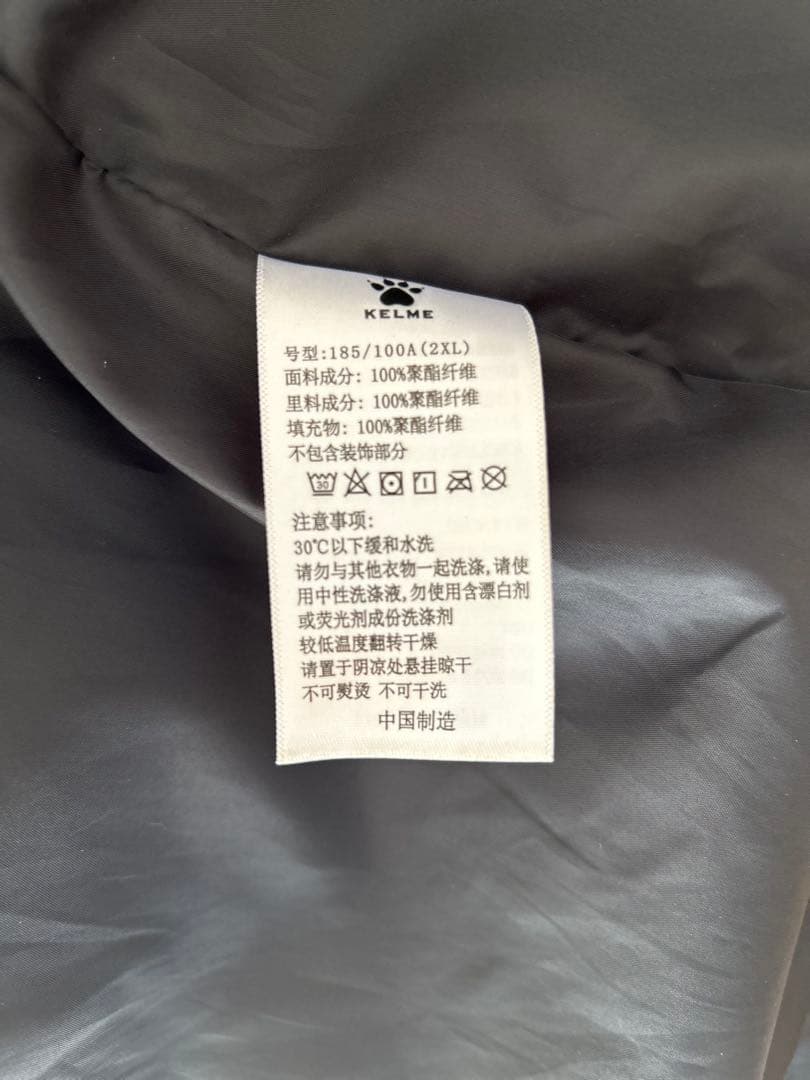 KELME
号型:185/100A(2XL)
面料成分: 100%聚酯纤维
里料成分: 100%聚酯纤维
填充物: 100%聚酯纤维
不包含装饰部分
30
注意事项:
30℃以下缓和水洗
请勿与其他衣物一起洗涤,请使
用中性洗涤液,勿使用含漂白剂
或荧光剂成份洗涤剂
较低温度翻转干燥
请置于阴凉处悬挂晾干
不可熨烫 不可干洗
中国制造